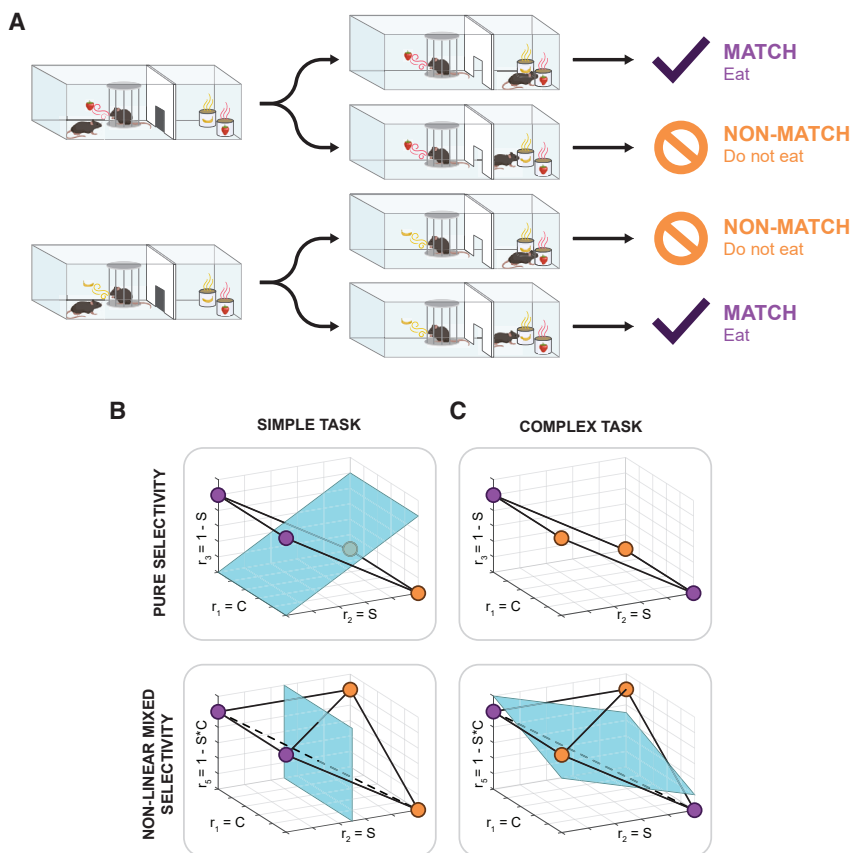 A
MATCH
Eat
NON-MATCH
Do not eat
NON-MATCH
Do not eat
MATCH
Eat
B
SIMPLE TASK
C
COMPLEX TASK
PURE SELECTIVITY
r₃ = 1 - S
r₁ = C
r₂ = S
r₃ = 1 - S
r₁ = C
r₂ = S
NON-LINEAR MIXED
SELECTIVITY
r₅ = 1 - S*C
r₁ = C
r₂ = S
r₅ = 1 - S*C
r₁ = C
r₂ = S